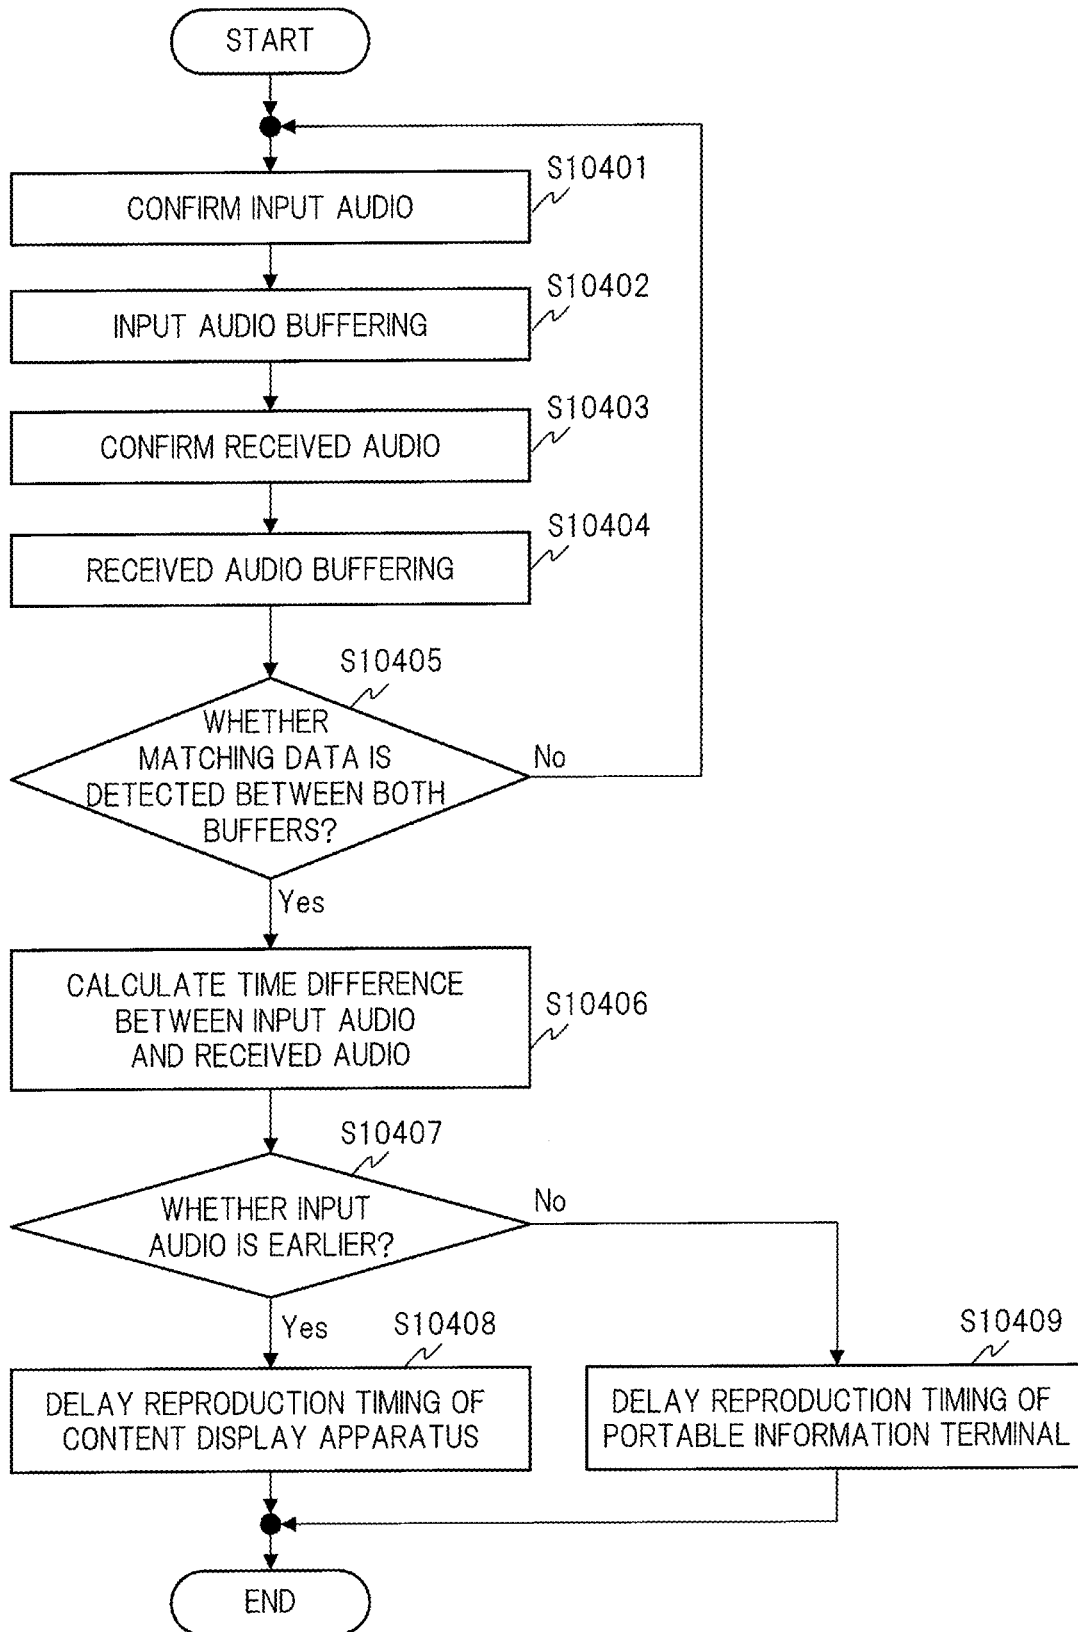 START
S10401
CONFIRM INPUT AUDIO
S10402
INPUT AUDIO BUFFERING
S10403
CONFIRM RECEIVED AUDIO
S10404
RECEIVED AUDIO BUFFERING
S10405
WHETHER
MATCHING DATA IS
DETECTED BETWEEN BOTH
BUFFERS?
No
Yes
CALCULATE TIME DIFFERENCE
BETWEEN INPUT AUDIO
AND RECEIVED AUDIO
S10406
S10407
WHETHER INPUT
AUDIO IS EARLIER?
No
Yes
S10408
DELAY REPRODUCTION TIMING OF
CONTENT DISPLAY APPARATUS
S10409
DELAY REPRODUCTION TIMING OF
PORTABLE INFORMATION TERMINAL
END